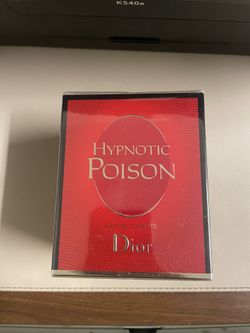 K540e
HYPNOTIC
POISON
EAU DE TOILETTE
Dior